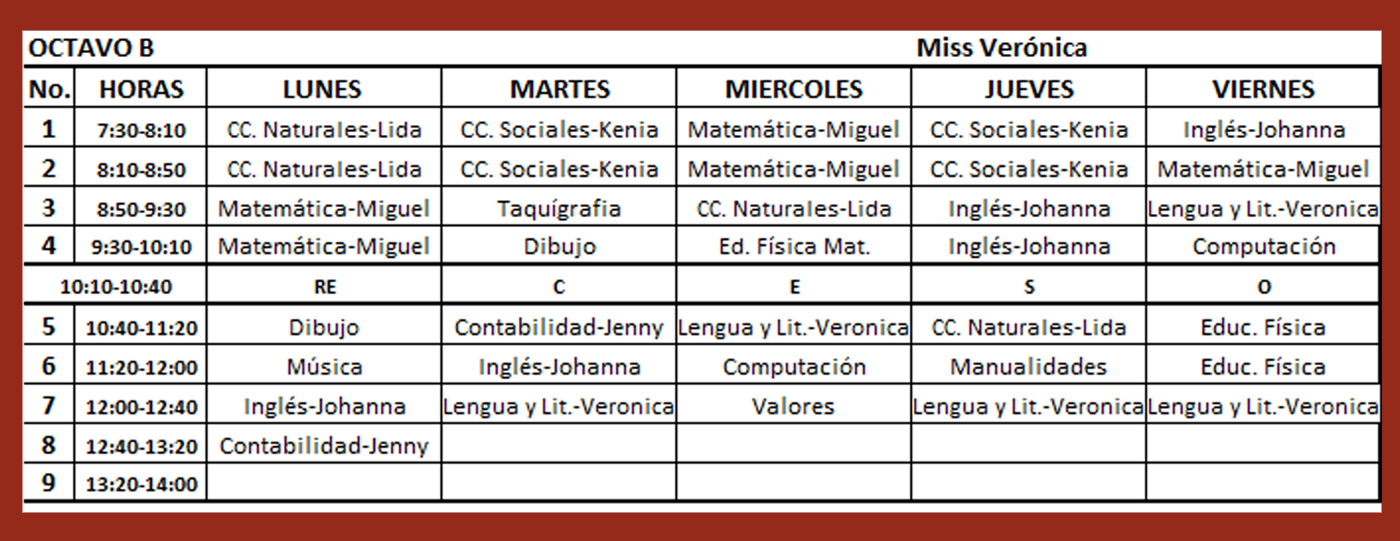 OCTAVO B Miss Verónica
No. HORAS LUNES MARTES MIERCOLES JUEVES VIERNES
1 7:30-8:10 CC. Naturales-Lida CC. Sociales-Kenia Matemática-Miguel CC. Sociales-Kenia Inglés-Johanna
2 8:10-8:50 CC. Naturales-Lida CC. Sociales-Kenia Matemática-Miguel CC. Sociales-Kenia Matemática-Miguel
3 8:50-9:30 Matemática-Miguel Taquígrafia CC. Naturales-Lida Inglés-Johanna Lengua y Lit.-Veronica
4 9:30-10:10 Matemática-Miguel Dibujo Ed. Física Mat. Inglés-Johanna Computación
10:10-10:40 RE C E S O
5 10:40-11:20 Dibujo Contabilidad-Jenny Lengua y Lit.-Veronica CC. Naturales-Lida Educ. Física
6 11:20-12:00 Música Inglés-Johanna Computación Manualidades Educ. Física
7 12:00-12:40 Inglés-Johanna Lengua y Lit.-Veronica Valores Lengua y Lit.-Veronica Lengua y Lit.-Veronica
8 12:40-13:20 Contabilidad-Jenny
9 13:20-14:00